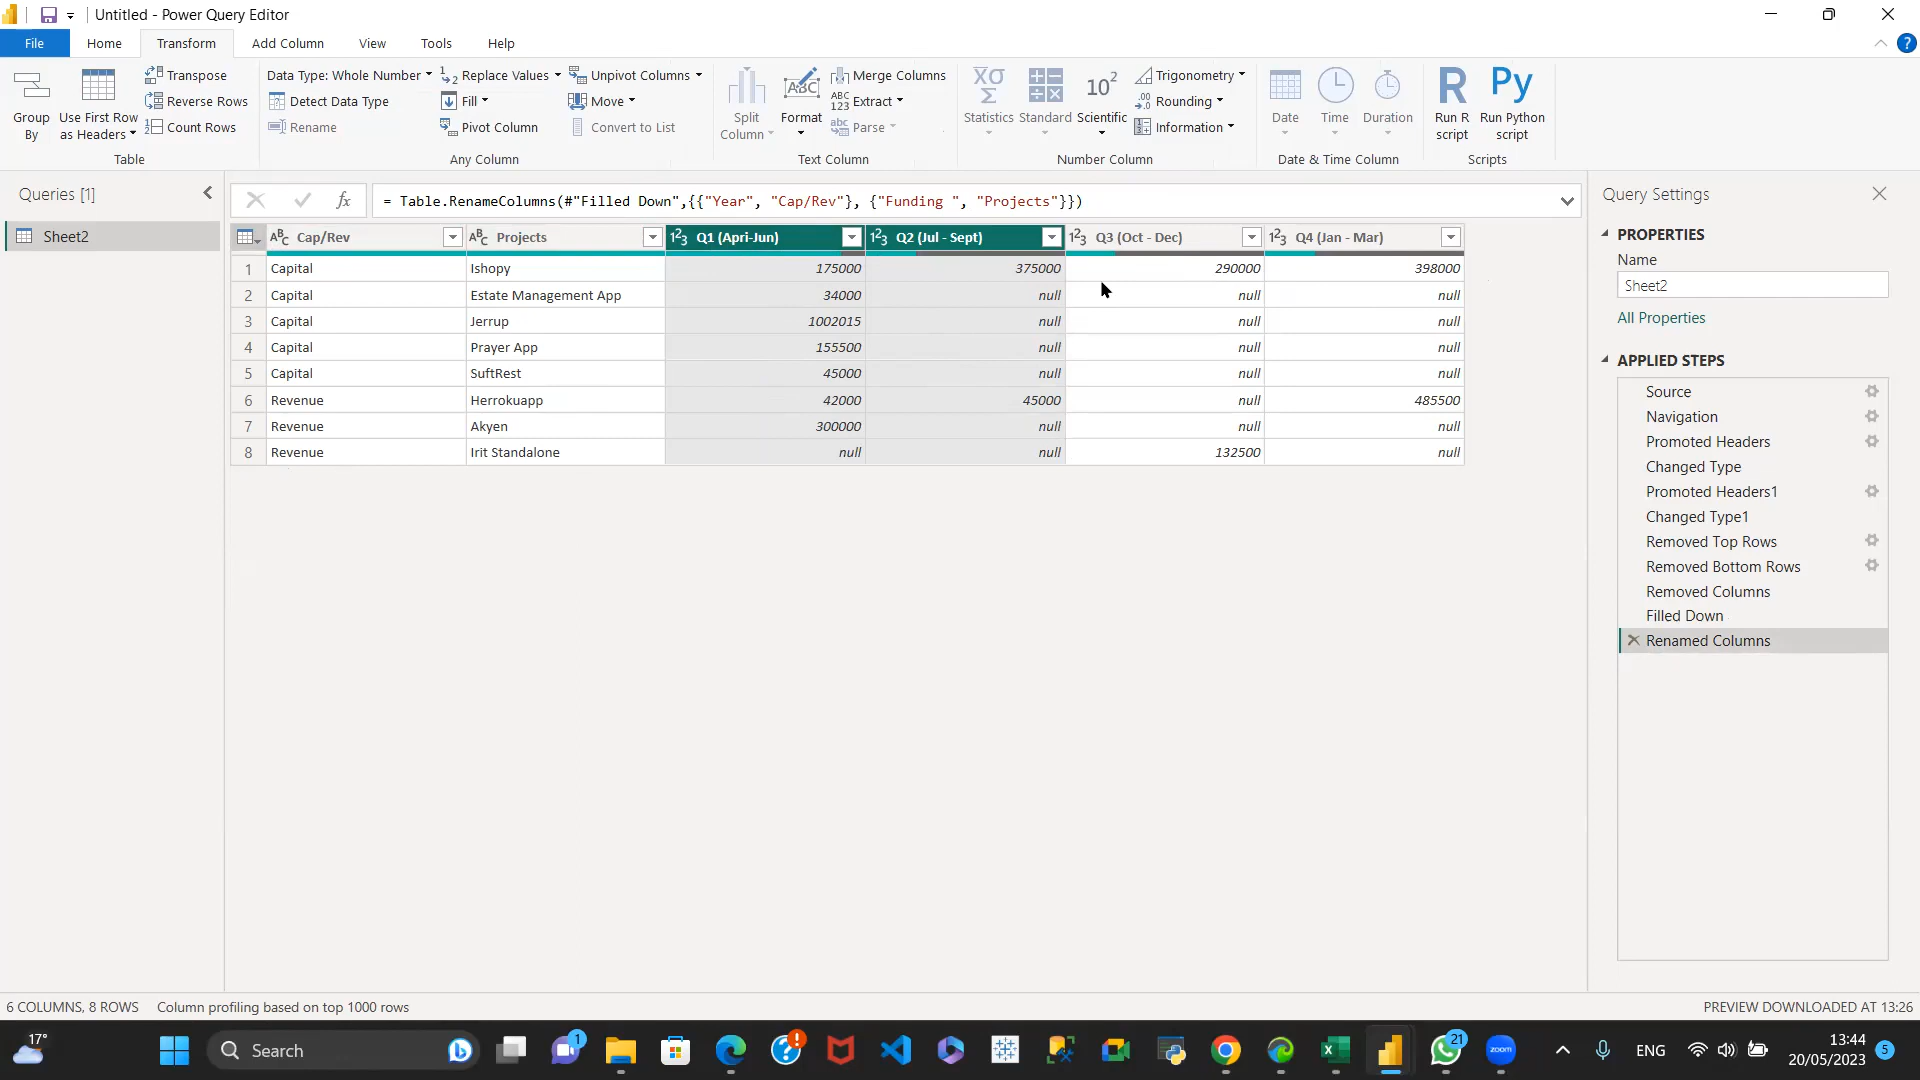 Untitled - Power Query Editor
File Home Transform Add Column View Tools Help
Group By
Use First Row as Headers
Transpose
Reverse Rows
Count Rows
Table
Data Type: Whole Number
Detect Data Type
Rename
Replace Values
Fill
Pivot Column
Unpivot Columns
Move
Convert to List
Any Column
Split Column
Format
Merge Columns
Extract
Parse
Text Column
Statistics
Standard
Scientific
Trigonometry
Rounding
Information
Number Column
Date
Time
Duration
Date & Time Column
Run R script
Run Python script
Scripts
Queries [1]
Sheet2
= Table.RenameColumns(#"Filled Down",{{"Year", "Cap/Rev"}, {"Funding ", "Projects"}})
Cap/Rev Projects Q1 (Apri-Jun) Q2 (Jul - Sept) Q3 (Oct - Dec) Q4 (Jan - Mar)
1 Capital Ishopy 175000 375000 290000 398000
2 Capital Estate Management App 34000 null null null
3 Capital Jerrup 1002015 null null null
4 Capital Prayer App 155500 null null null
5 Capital SuftRest 45000 null null null
6 Revenue Herrokuapp 42000 45000 null 485500
7 Revenue Akyen 300000 null null null
8 Revenue Irit Standalone null null 132500 null
Query Settings
PROPERTIES
Name
Sheet2
All Properties
APPLIED STEPS
Source
Navigation
Promoted Headers
Changed Type
Promoted Headers1
Changed Type1
Removed Top Rows
Removed Bottom Rows
Removed Columns
Filled Down
Renamed Columns
6 COLUMNS, 8 ROWS Column profiling based on top 1000 rows
PREVIEW DOWNLOADED AT 13:26
17°
Search
1
21
zoom
ENG
13:44
20/05/2023
5